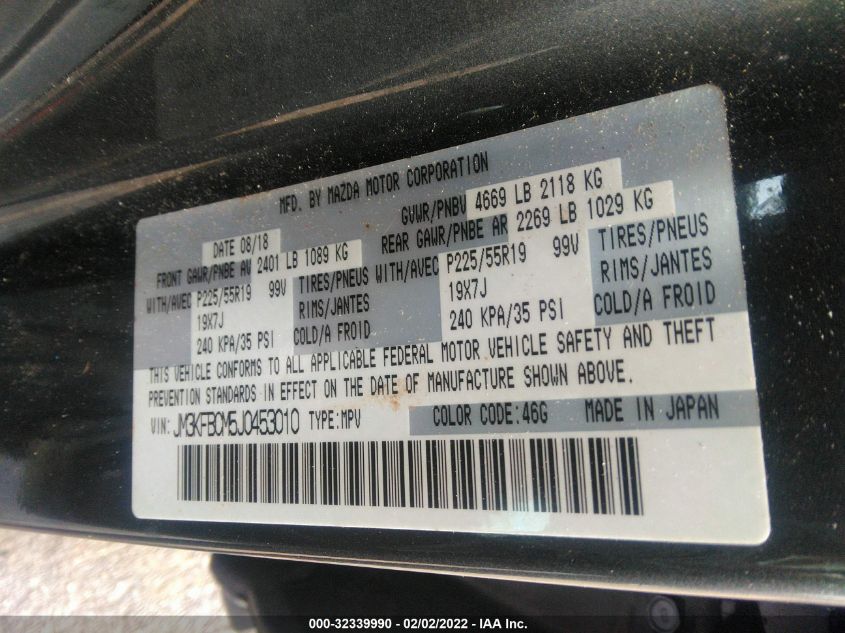 MFD. BY MAZDA MOTOR CORPORATION
DATE 08/18 GVWR/PNBV 4669 LB 2118 KG
FRONT GAWR/PNBE AV 2401 LB 1089 KG REAR GAWR/PNBE AR 2269 LB 1029 KG
WITH/AVEC P225/55R19 99V TIRES/PNEUS WITH/AVEC P225/55R19 99V TIRES/PNEUS
19X7J RIMS/JANTES 19X7J RIMS/JANTES
240 KPA/35 PSI COLD/A FROID 240 KPA/35 PSI COLD/A FROID
THIS VEHICLE CONFORMS TO ALL APPLICABLE FEDERAL MOTOR VEHICLE SAFETY AND THEFT
PREVENTION STANDARDS IN EFFECT ON THE DATE OF MANUFACTURE SHOWN ABOVE.
VIN: JM3KFBCM5J0453010 TYPE:MPV COLOR CODE:46G MADE IN JAPAN
000-32339990 - 02/02/2022 - IAA Inc.